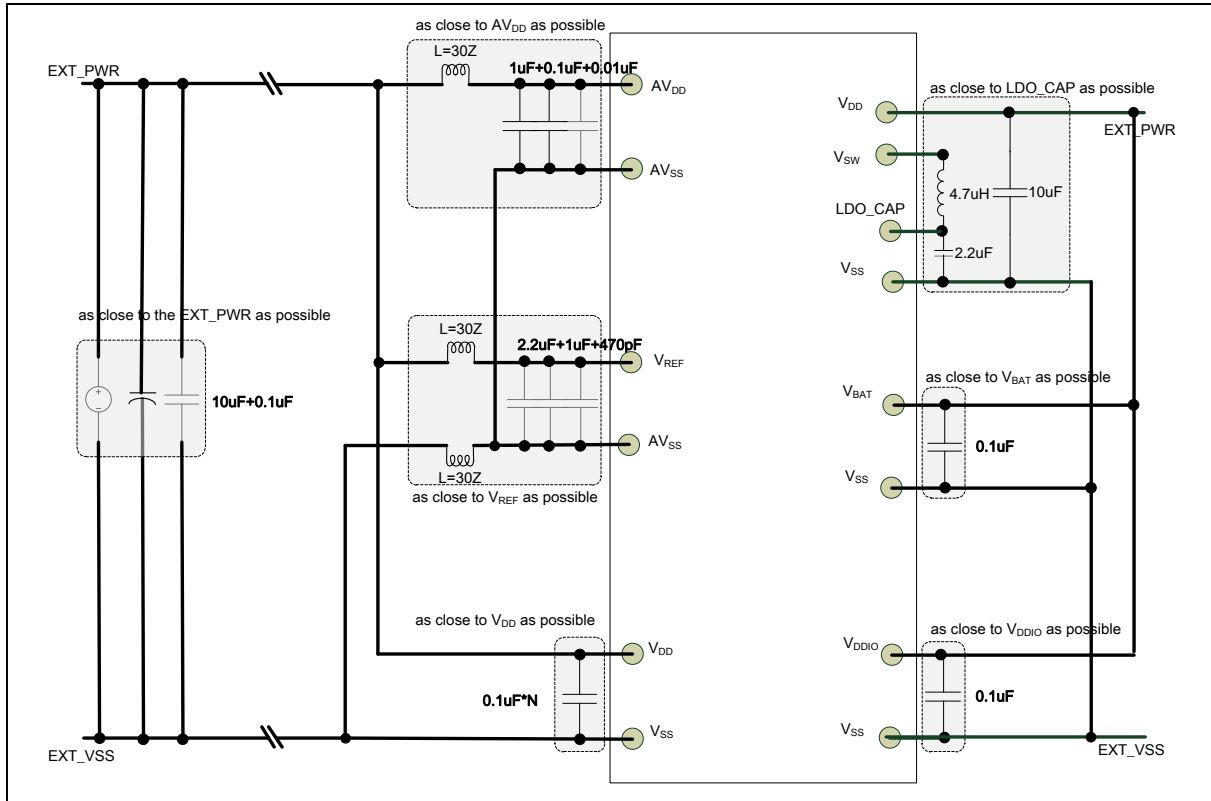 as close to AVDD as possible
L=30Z
1uF+0.1uF+0.01uF
EXT_PWR
AVDD
AVSS
as close to the EXT_PWR as possible
10uF+0.1uF
L=30Z
2.2uF+1uF+470pF
VREF
AVSS
L=30Z
as close to VREF as possible
as close to VDD as possible
VDD
0.1uF*N
VSS
EXT_VSS
as close to LDO_CAP as possible
VDD
EXT_PWR
VSW
4.7uH
10uF
LDO_CAP
2.2uF
VSS
as close to VBAT as possible
VBAT
0.1uF
VSS
as close to VDDIO as possible
VDDIO
0.1uF
VSS
EXT_VSS